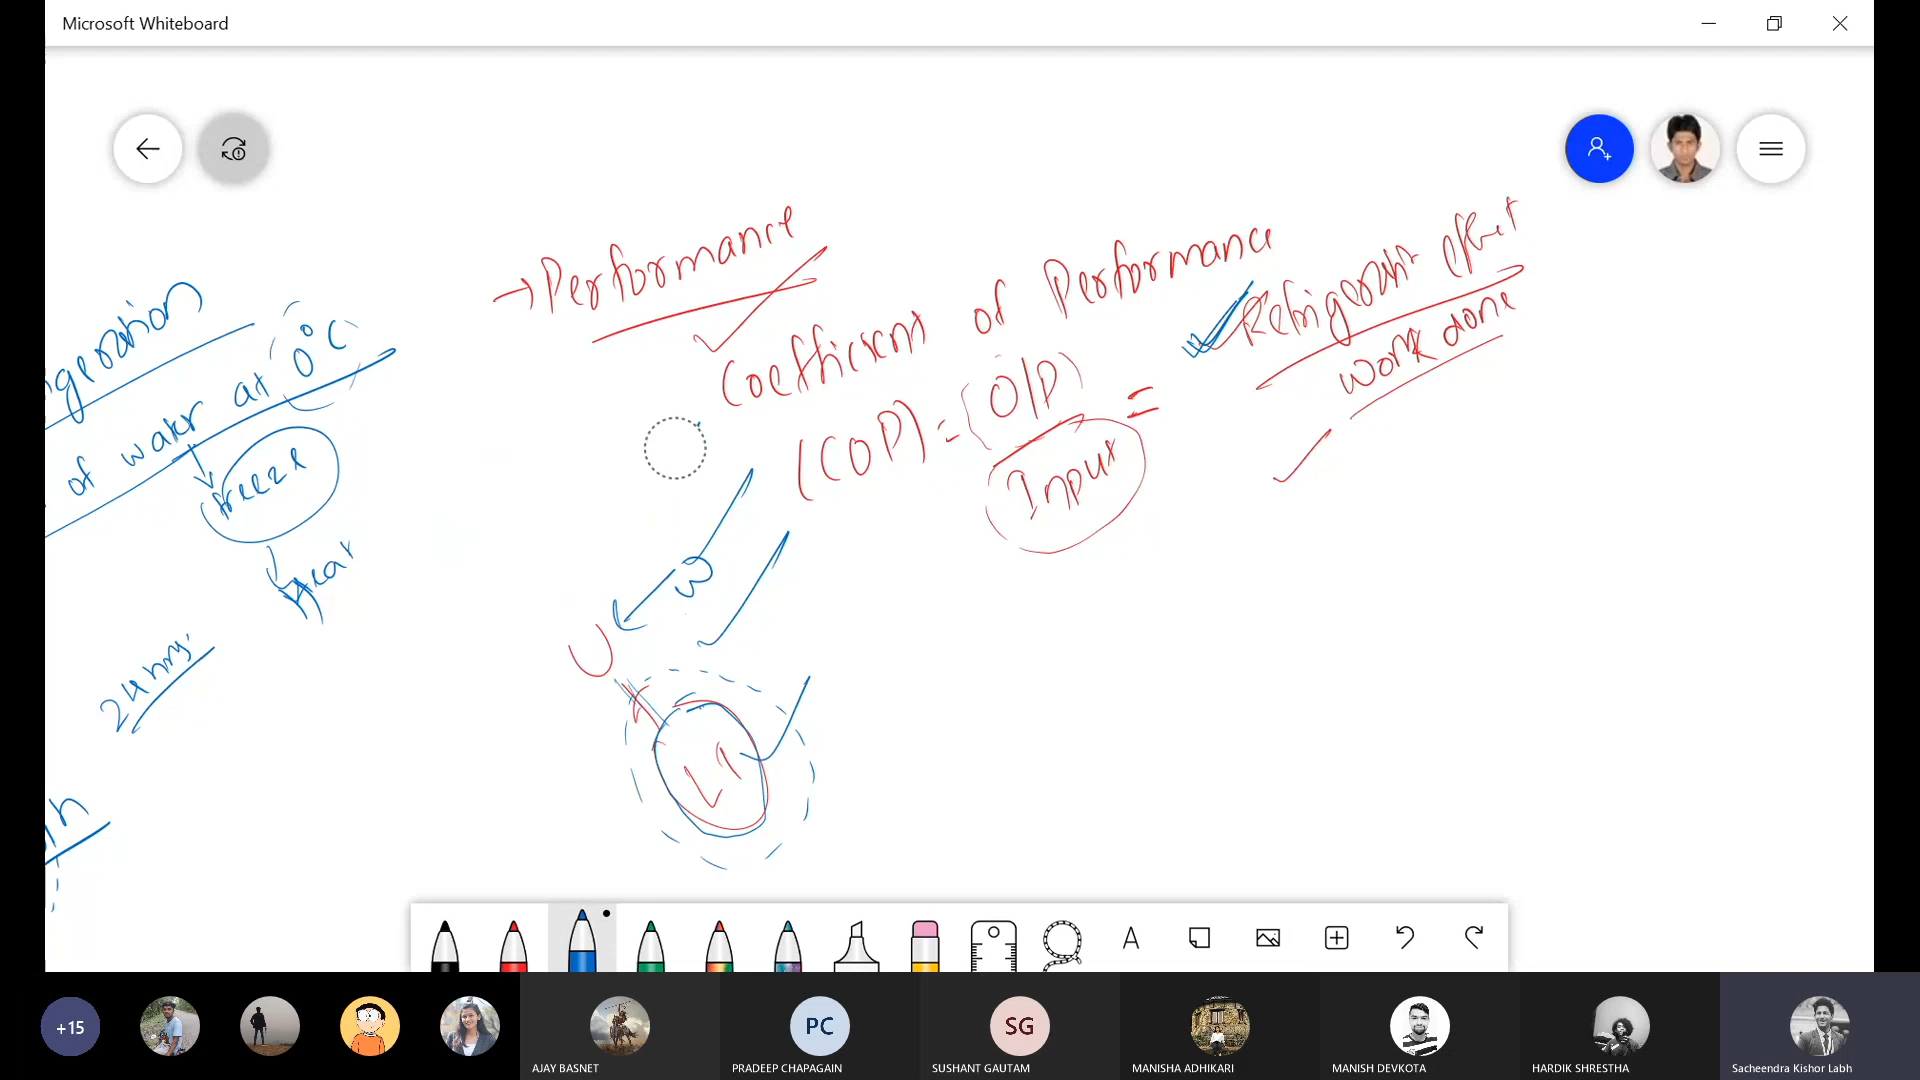 Microsoft Whiteboard
→ Performance
Coefficient of Performance
(COP) = O/P = Refrigeratin effect
Input work done
0°C
of water at
freeze
Heat
24 hrs.
W
A
+15
PC
SG
AJAY BASNET
PRADEEP CHAPAGAIN
SUSHANT GAUTAM
MANISHA ADHIKARI
MANISH DEVKOTA
HARDIK SHRESTHA
Sacheendra Kishor Labh